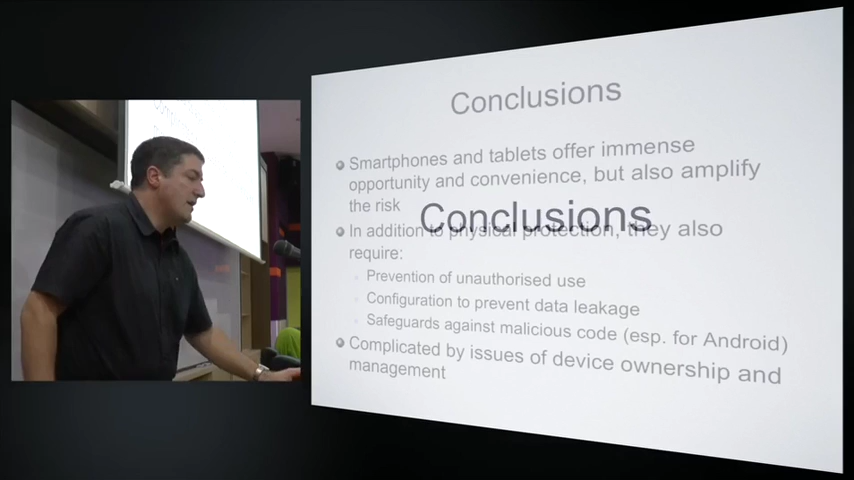 Conclusions
Smartphones and tablets offer immense
opportunity and convenience, but also amplify
the risk
Conclusions
In addition to physical protection, they also
require:
Prevention of unauthorised use
Configuration to prevent data leakage
Safeguards against malicious code (esp. for Android)
Complicated by issues of device ownership and
management